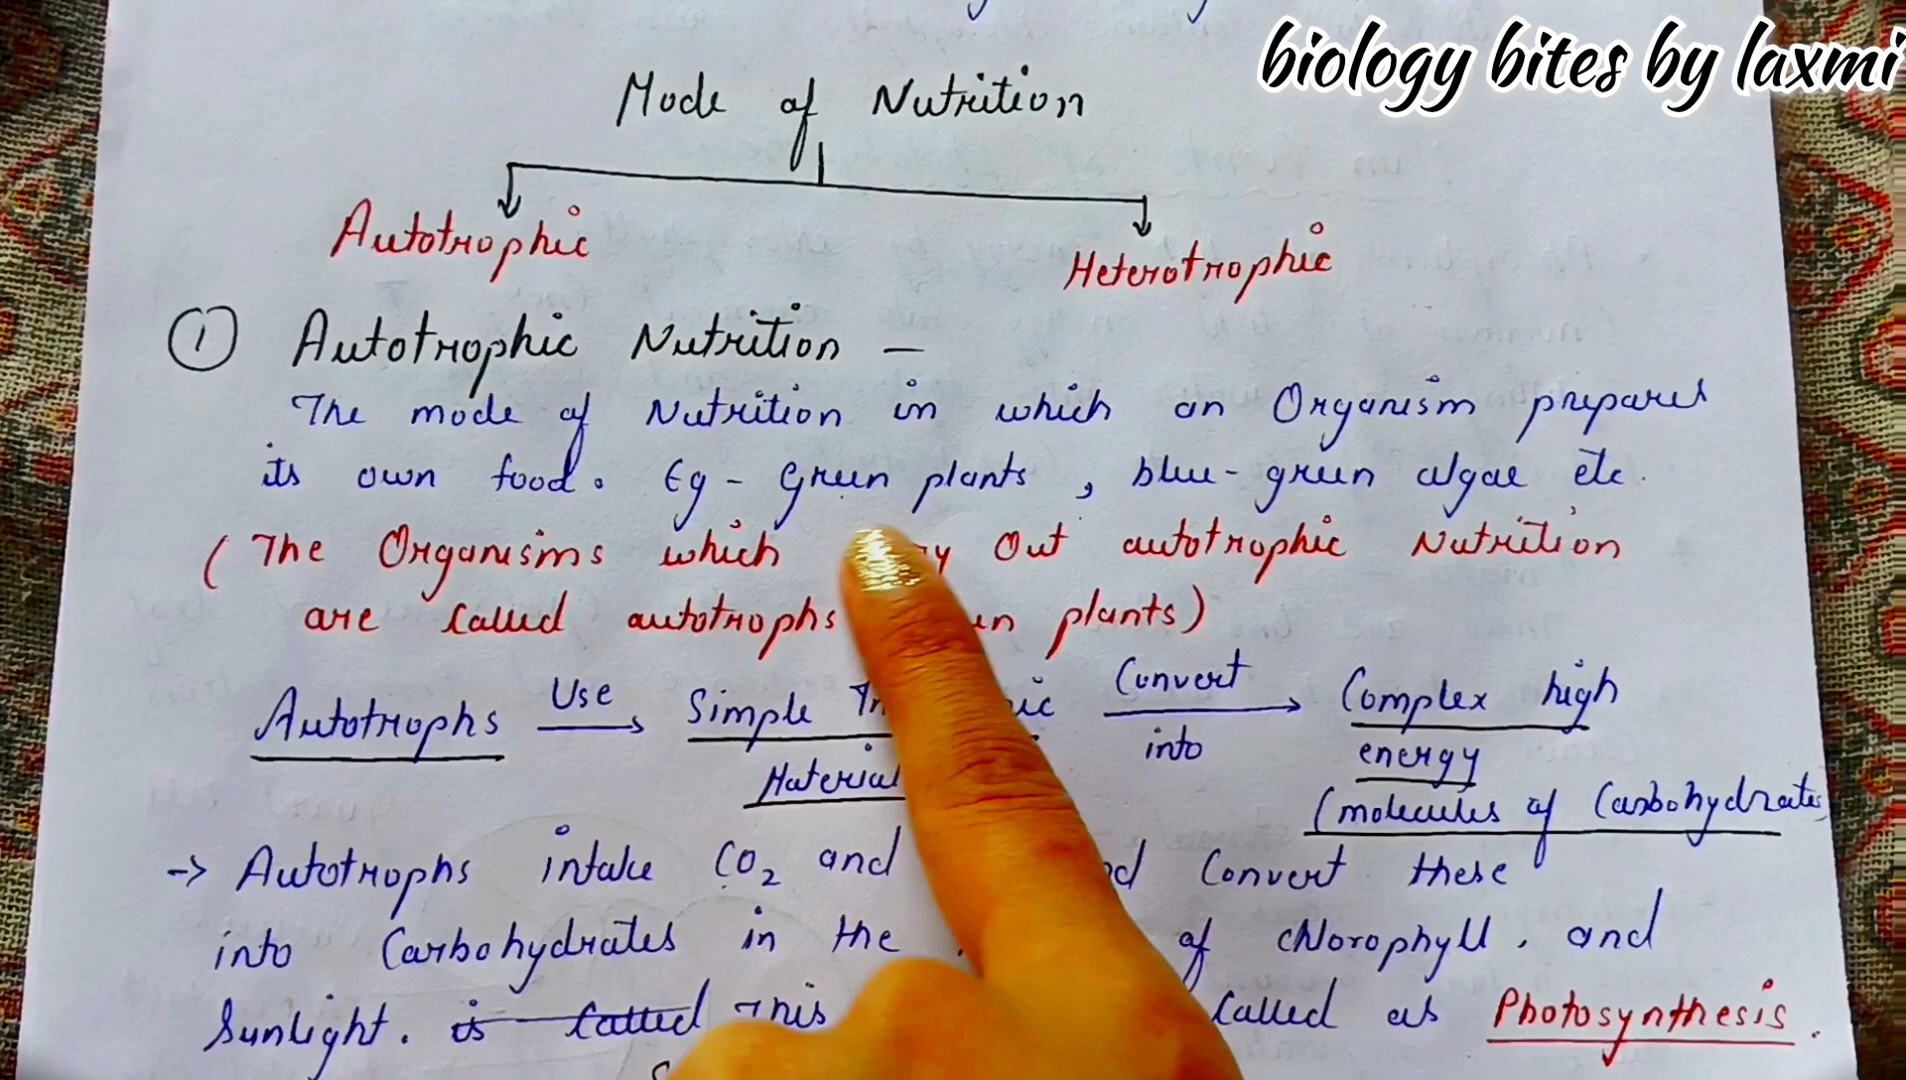 biology bites by laxmi
Mode of Nutrition
Autotrophic
Heterotrophic
① Autotrophic Nutrition —
The mode of Nutrition in which an Organism prepares
its own food. Eg - Green plants, blue-green algae etc.
(The Organisms which out autotrophic Nutrition
are called autotrophs plants)
Autotrophs Use → Simple Convert into → Complex high
Material energy
(molecules of Carbohydrates
-> Autotrophs intake CO₂ and Convert these
into Carbohydrates in the of chlorophyll. and
Sunlight. is called This called as Photosynthesis.